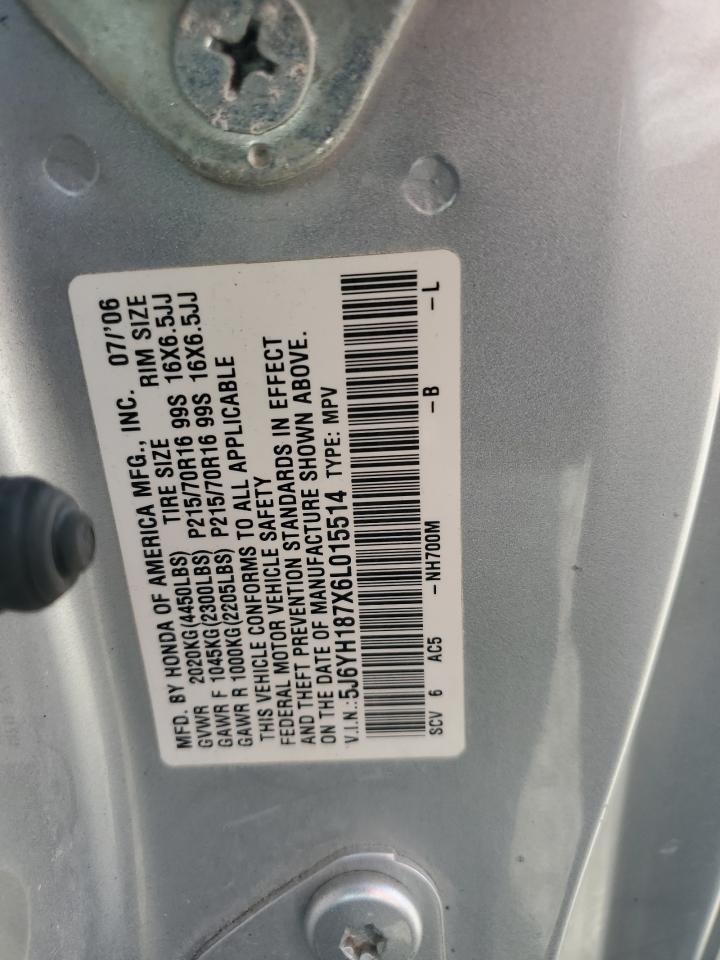 MFD. BY HONDA OF AMERICA MFG., INC. 07/'06
GVWR 2020KG(4450LBS) TIRE SIZE RIM SIZE
GAWR F 1045KG(2300LBS) P215/70R16 99S 16X6.5JJ
GAWR R 1000KG(2205LBS) P215/70R16 99S 16X6.5JJ
THIS VEHICLE CONFORMS TO ALL APPLICABLE
FEDERAL MOTOR VEHICLE SAFETY
AND THEFT PREVENTION STANDARDS IN EFFECT
ON THE DATE OF MANUFACTURE SHOWN ABOVE.
V.I.N.:5J6YH187X6L015514 TYPE: MPV
SCV 6 AC5 -NH700M -B -L